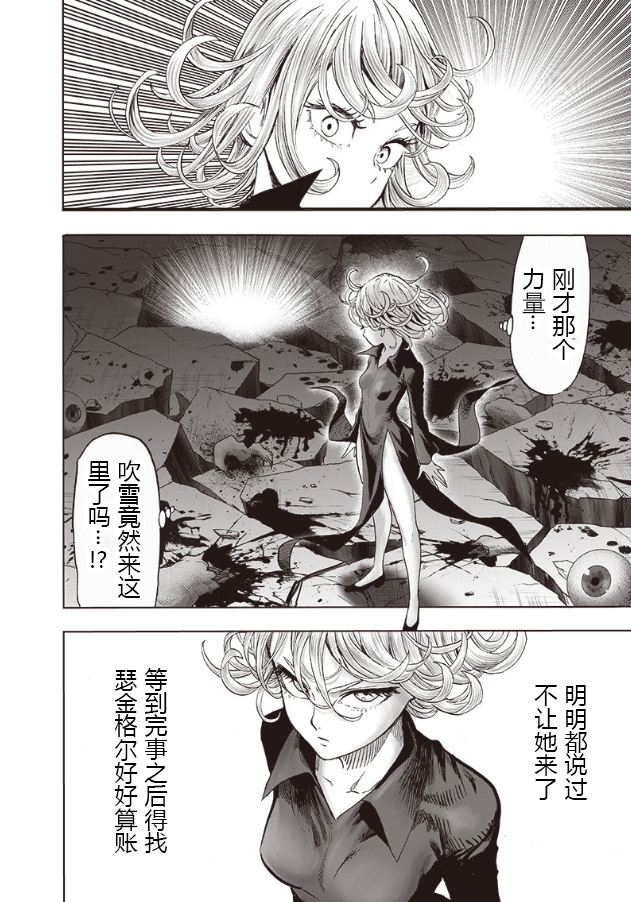 刚才那个
力量…
吹雪竟然来这
里了吗…!?
明明都说过
不让她来了
等到完事之后得找
瑟金格尔好好算账